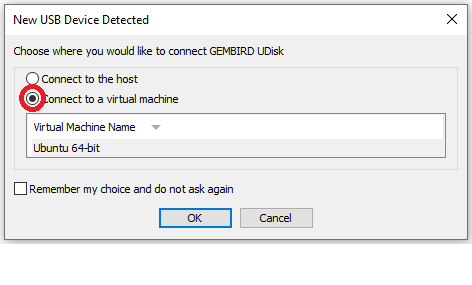 New USB Device Detected
Choose where you would like to connect GEMBIRD UDisk
Connect to the host
Connect to a virtual machine
Virtual Machine Name
Ubuntu 64-bit
Remember my choice and do not ask again
OK
Cancel